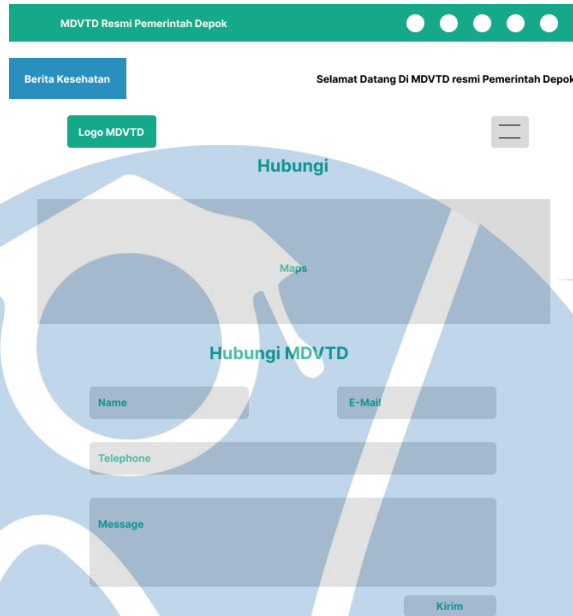 MDVTD Resmi Pemerintah Depok
Berita Kesehatan
Selamat Datang Di MDVTD resmi Pemerintah Depok
Logo MDVTD
Hubungi
Maps
Hubungi MDVTD
Name
E-Mail
Telephone
Message
Kirim